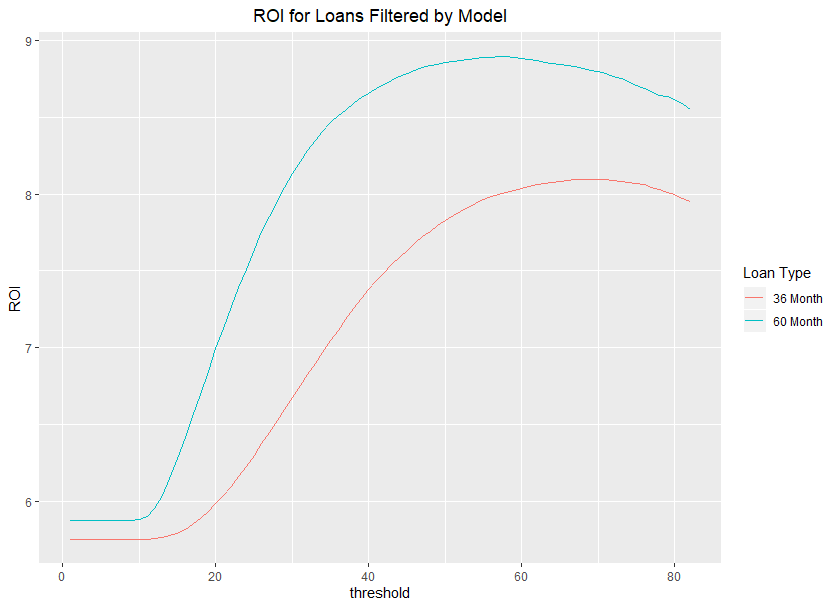 ROI for Loans Filtered by Model
9
8
7
6
ROI
0
20
40
60
80
threshold
Loan Type
36 Month
60 Month